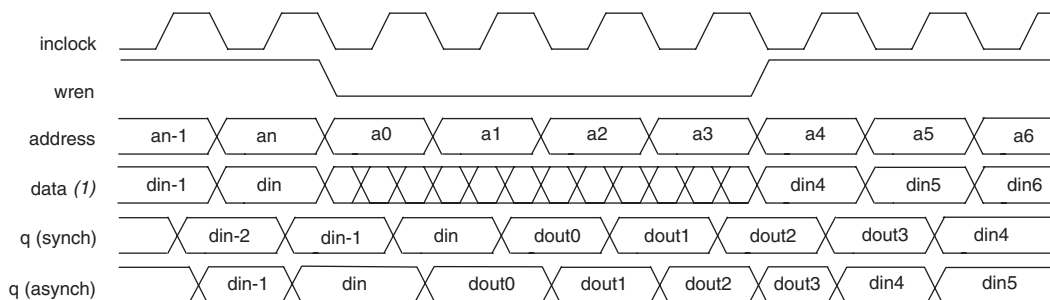 inclock
wren
address an-1 an a0 a1 a2 a3 a4 a5 a6
data (1) din-1 din din4 din5 din6
q (synch) din-2 din-1 din dout0 dout1 dout2 dout3 din4
q (asynch) din-1 din dout0 dout1 dout2 dout3 din4 din5